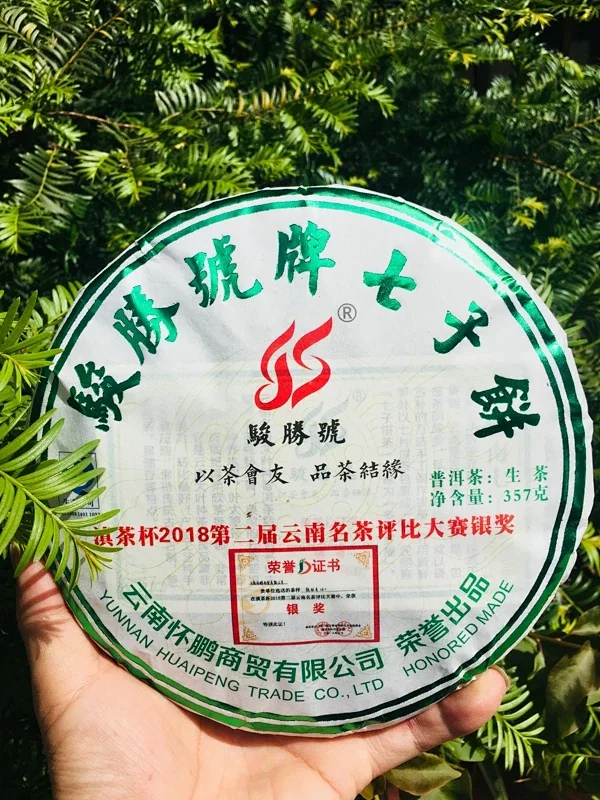 駿勝號牌七子餅
®
駿勝號
以茶會友 品茶結緣
普洱茶：生 茶
净含量：357克
滇茶杯2018第二届云南名茶评比大赛银奖
荣誉证书
银 奖
特颁此证！
云南怀鹏商贸有限公司 荣誉出品
YUNNAN HUAIPENG TRADE CO.,LTD HONORED MADE